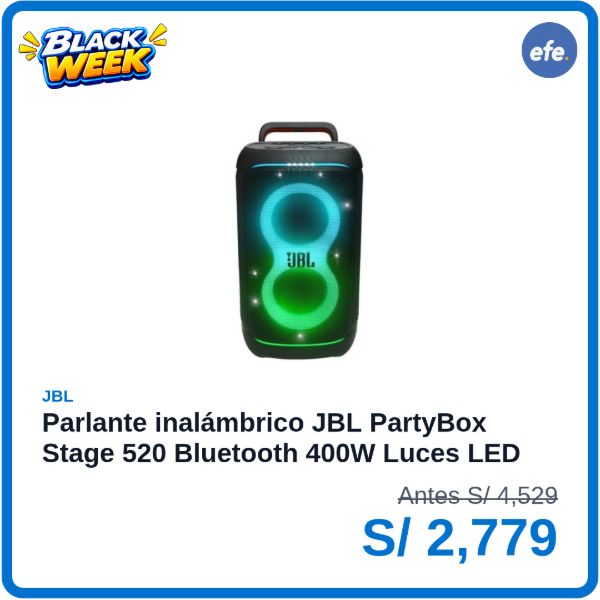 BLACK
WEEK
efe.
JBL
JBL
Parlante inalámbrico JBL PartyBox
Stage 520 Bluetooth 400W Luces LED
Antes S/ 4,529
S/ 2,779